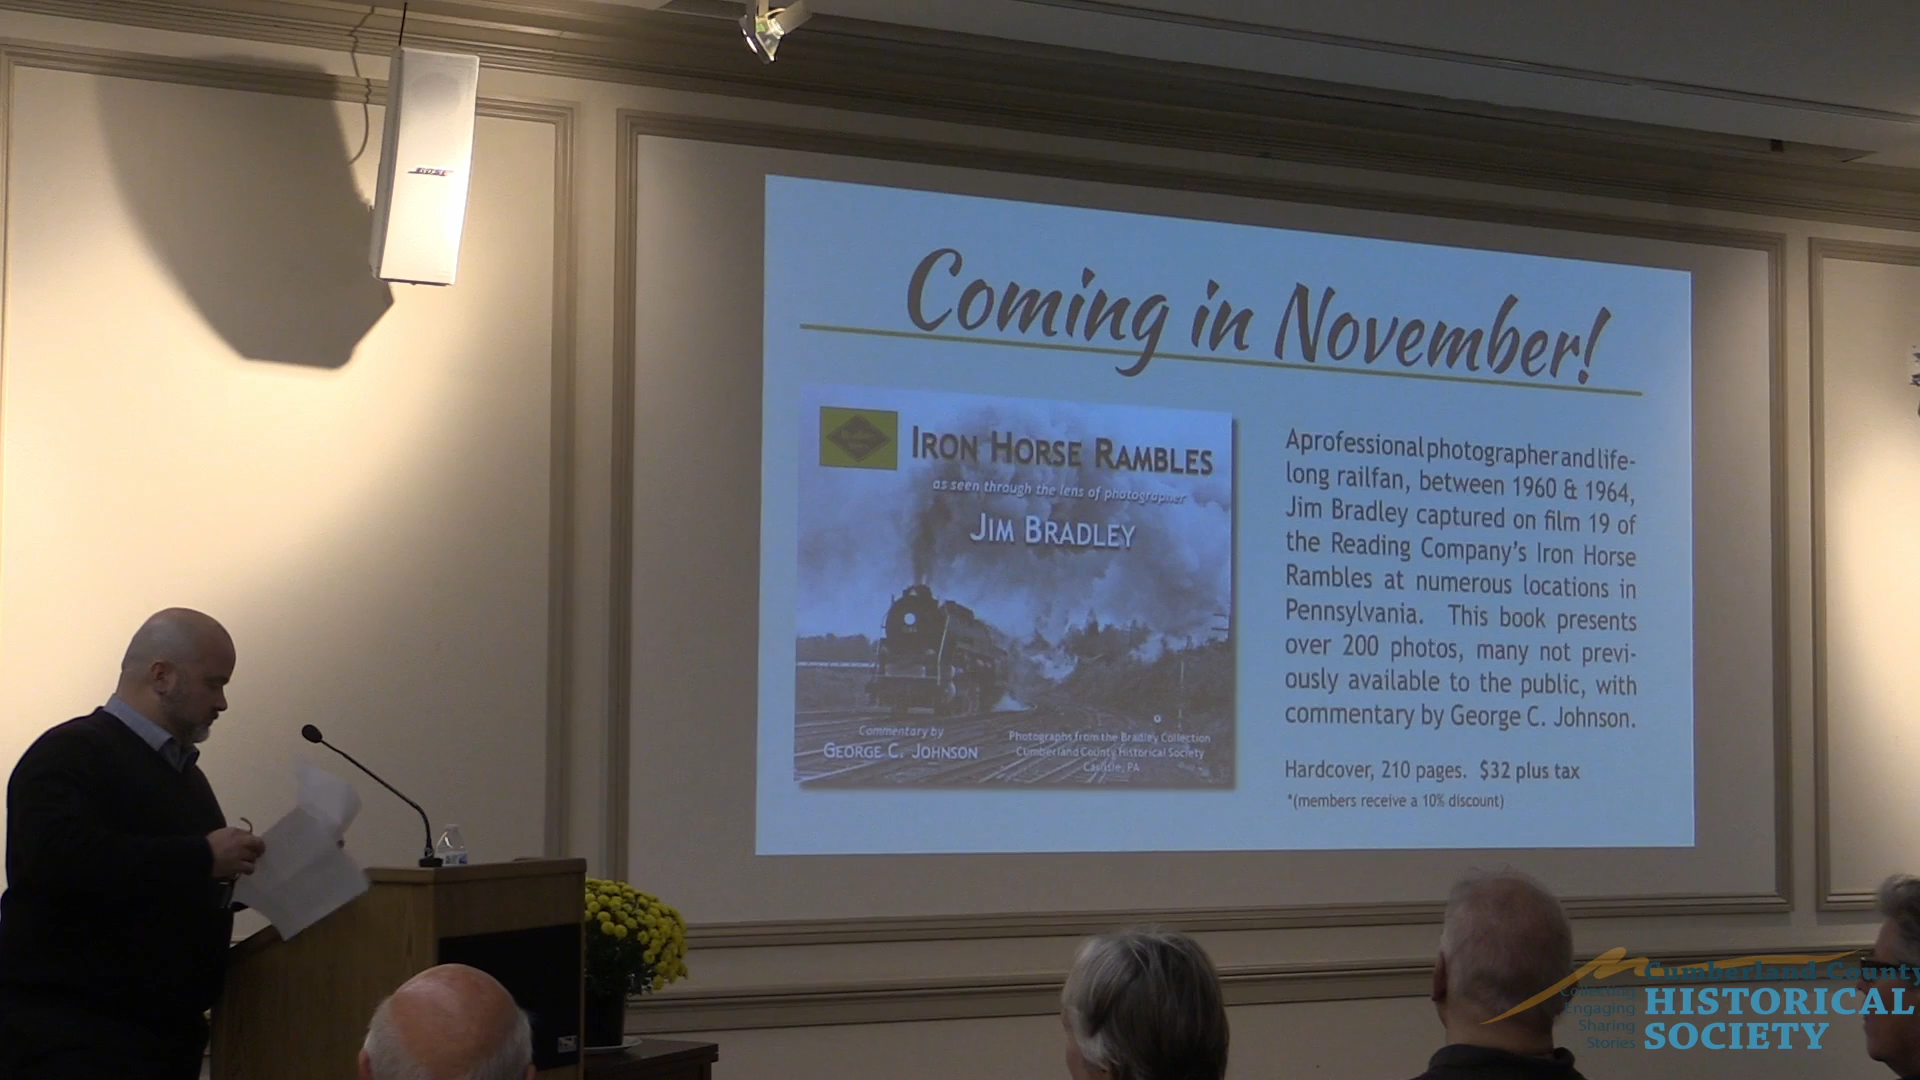 BOSE
Coming in November!
IRON HORSE RAMBLES
as seen through the lens of photographer
JIM BRADLEY
Commentary by
GEORGE C. JOHNSON
Photographs from the Bradley Collection
Cumberland County Historical Society
Carlisle, PA
A professional photographer and life-
long railfan, between 1960 & 1964,
Jim Bradley captured on film 19 of
the Reading Company's Iron Horse
Rambles at numerous locations in
Pennsylvania. This book presents
over 200 photos, many not previ-
ously available to the public, with
commentary by George C. Johnson.
Hardcover, 210 pages. $32 plus tax
*(members receive a 10% discount)
Cumberland County
HISTORICAL
SOCIETY
Collecting
Engaging
Sharing
Stories